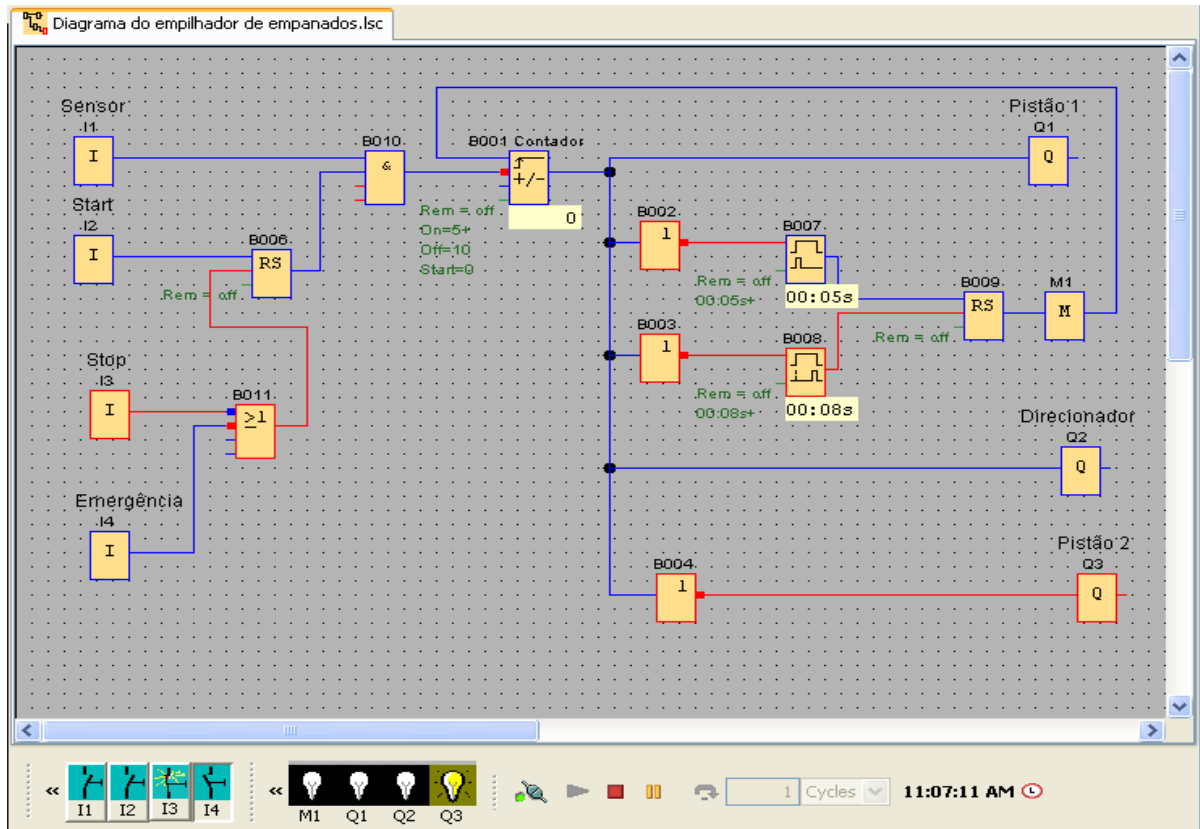 Diagrama do empilhador de empanados.lsc
Sensor
I1
I
Start
I2
I
B006
RS
Rem = off
Stop
I3
I
B011
≥1
Emergência
I4
I
B010
&
B001 Contador
+/-
0
Rem = off
On=5+
Off=10
Start=0
B002
1
B007
Rem = off
00:05s+
00:05s
B003
1
B008
Rem = off
00:08s+
00:08s
B009
RS
Rem = off
M1
M
Pistão 1
Q1
Q
Direcionador
Q2
Q
B004
1
Pistão 2
Q3
Q
« I1 I2 I3 I4 « M1 Q1 Q2 Q3 1 Cycles 11:07:11 AM